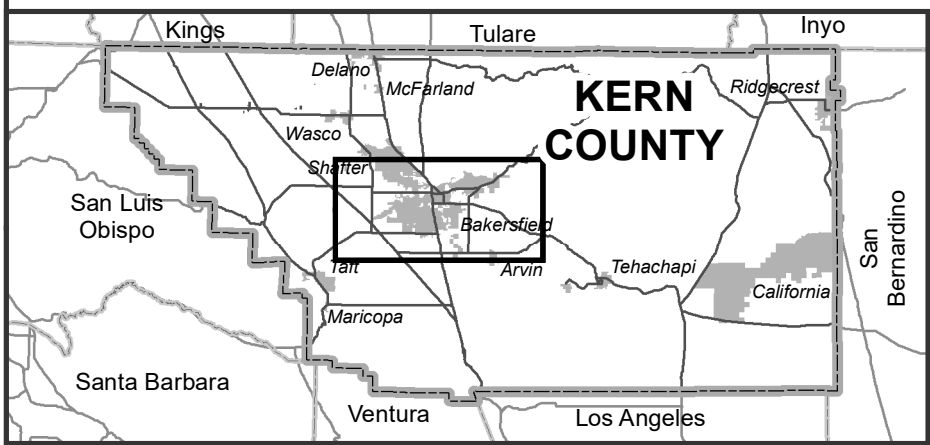 Kings
Tulare
Inyo
Delano
McFarland
Ridgecrest
KERN
COUNTY
Wasco
Shafter
San Luis
Obispo
Bakersfield
San
Bernardino
Taft
Arvin
Tehachapi
California
Maricopa
Santa Barbara
Ventura
Los Angeles